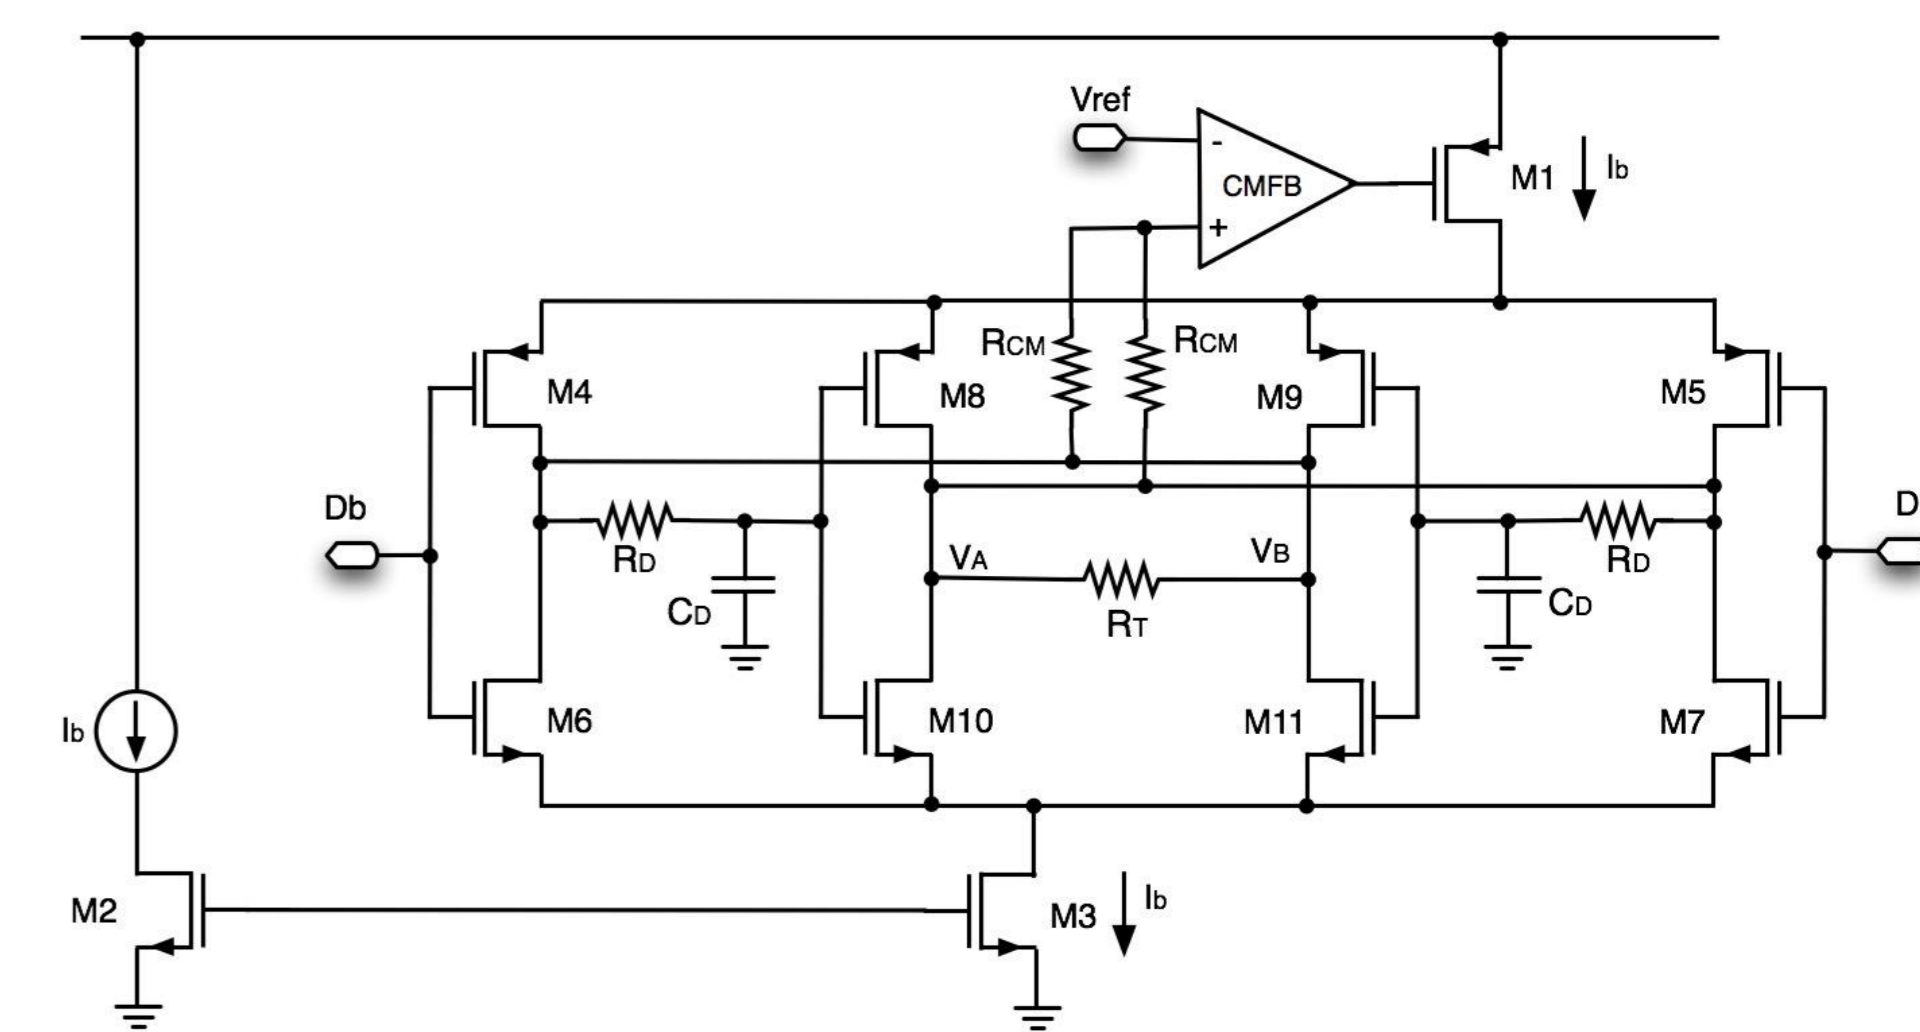 Vref
-
CMFB
+
M1
Ib
RCM
RCM
M4
M8
M9
M5
Db
RD
CD
VA
VB
RT
RD
CD
D
Ib
M6
M10
M11
M7
M2
M3
Ib